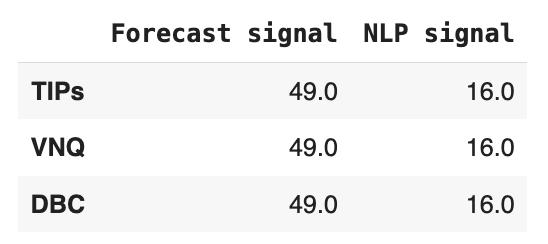 Forecast signal NLP signal
TIPs 49.0 16.0
VNQ 49.0 16.0
DBC 49.0 16.0